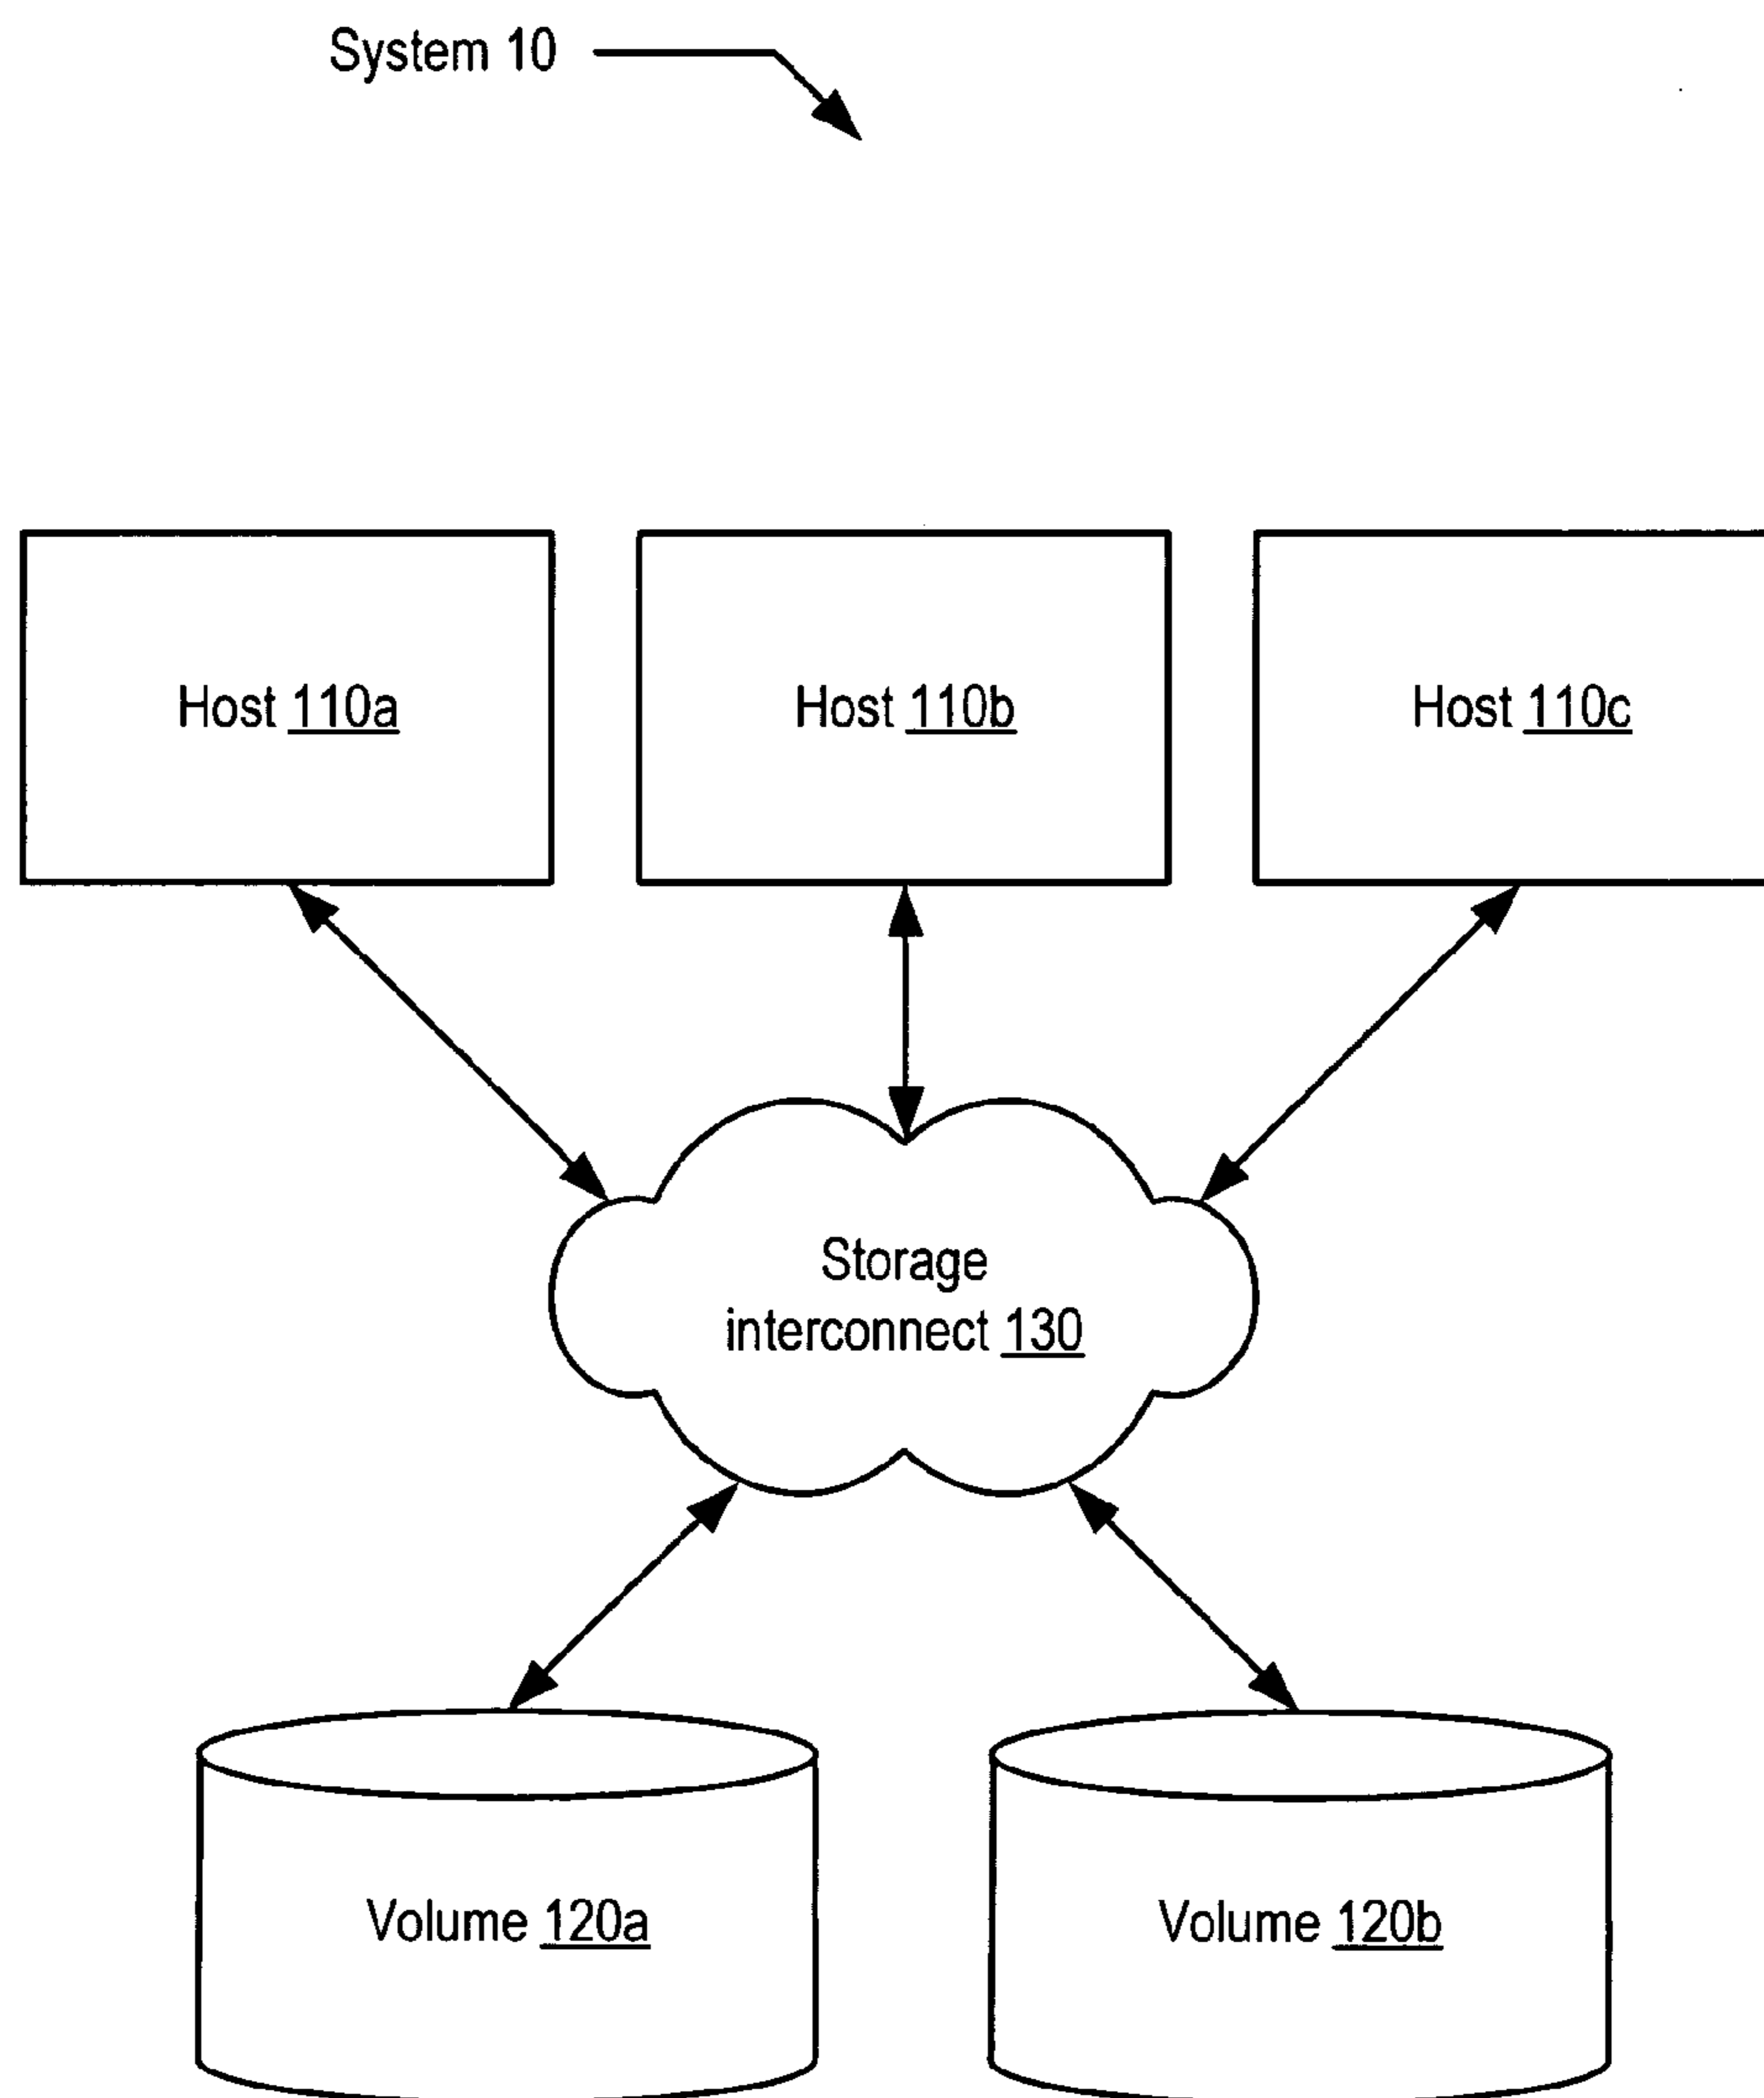 System 10
Host 110a
Host 110b
Host 110c
Storage
interconnect 130
Volume 120a
Volume 120b